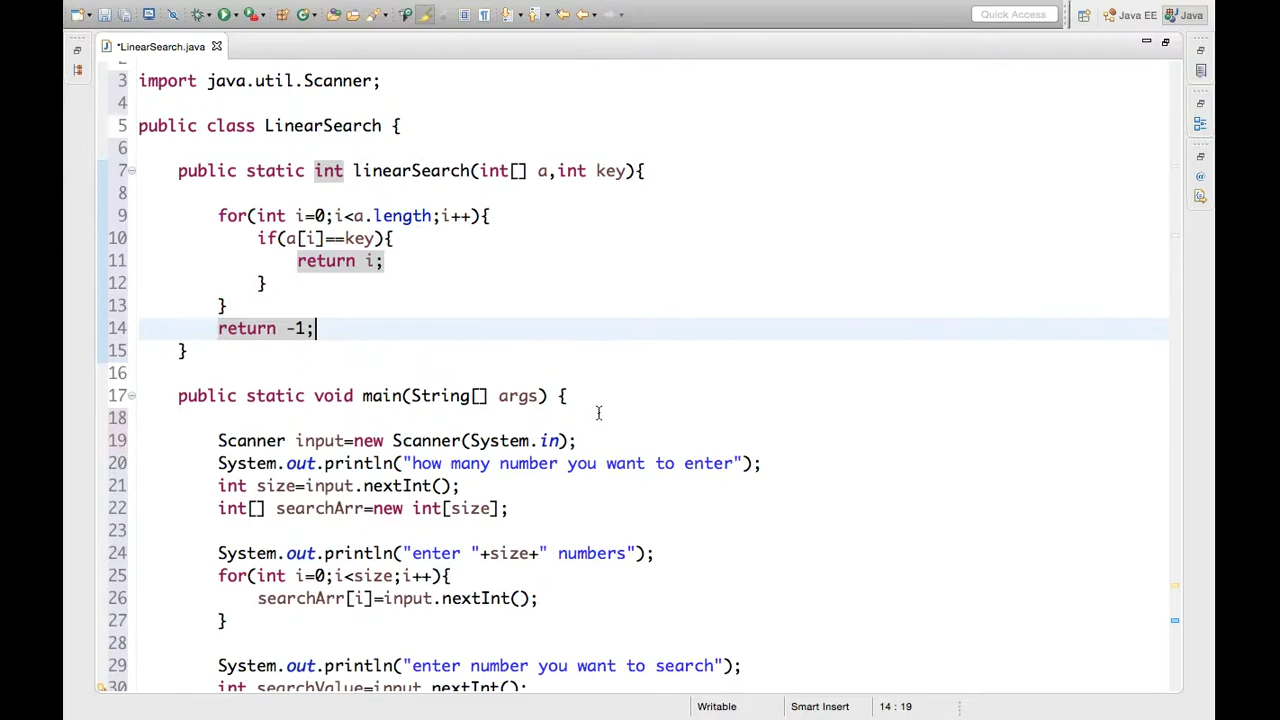 Quick Access
Java EE
Java
*LinearSearch.java
2
3 import java.util.Scanner;
4
5 public class LinearSearch {
6
7 public static int linearSearch(int[] a,int key){
8
9 for(int i=0;i<a.length;i++){
10 if(a[i]==key){
11 return i;
12 }
13 }
14 return -1;
15 }
16
17 public static void main(String[] args) {
18
19 Scanner input=new Scanner(System.in);
20 System.out.println("how many number you want to enter");
21 int size=input.nextInt();
22 int[] searchArr=new int[size];
23
24 System.out.println("enter "+size+" numbers");
25 for(int i=0;i<size;i++){
26 searchArr[i]=input.nextInt();
27 }
28
29 System.out.println("enter number you want to search");
30 int searchValue=input.nextInt();
Writable
Smart Insert
14 : 19